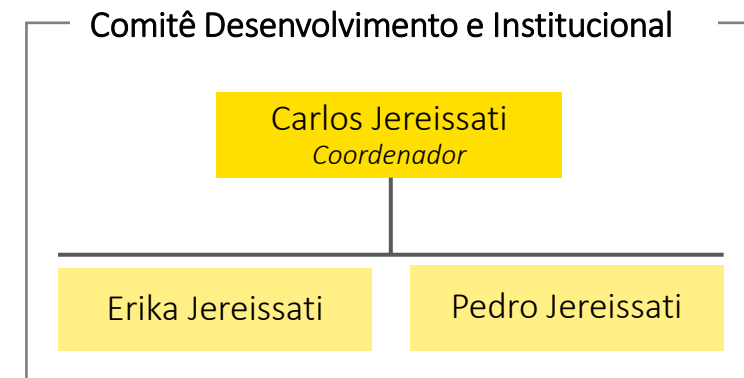 Comitê Desenvolvimento e Institucional
Carlos Jereissati
Coordenador
Erika Jereissati
Pedro Jereissati